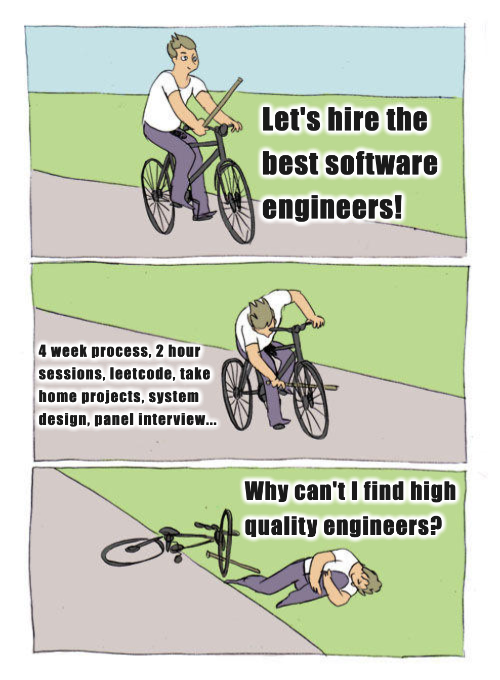 Let's hire the
best software
engineers!
4 week process, 2 hour
sessions, leetcode, take
home projects, system
design, panel interview...
Why can't I find high
quality engineers?